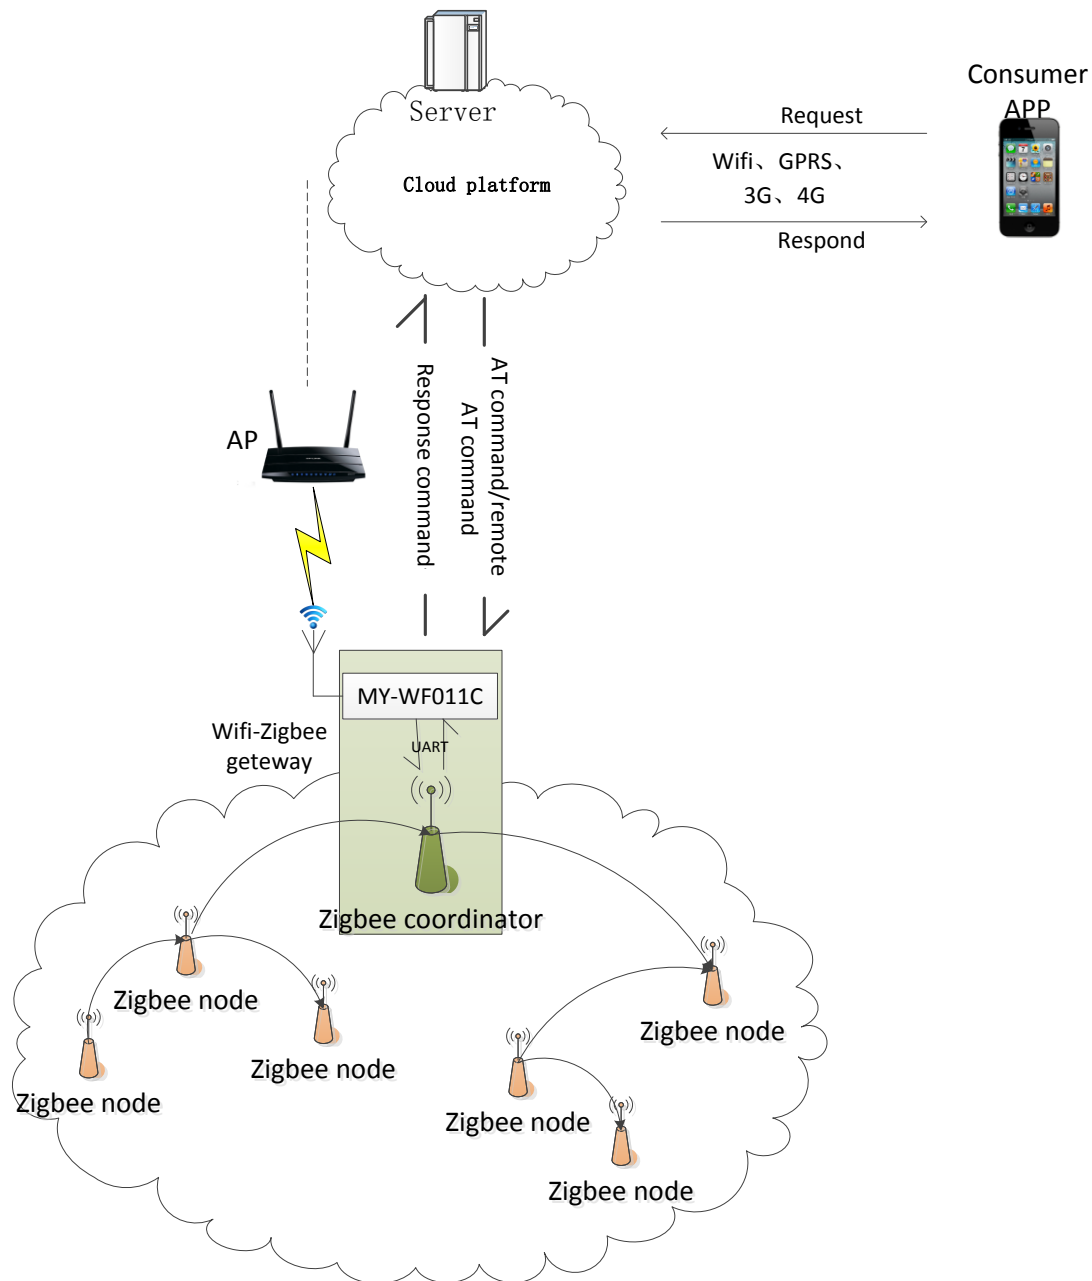 Server
Cloud platform
Consumer
APP
Request
Wifi、GPRS、
3G、4G
Respond
AP
Response command
AT command/remote
AT command
MY-WF011C
UART
Wifi-Zigbee
geteway
Zigbee coordinator
Zigbee node
Zigbee node
Zigbee node
Zigbee node
Zigbee node
Zigbee node